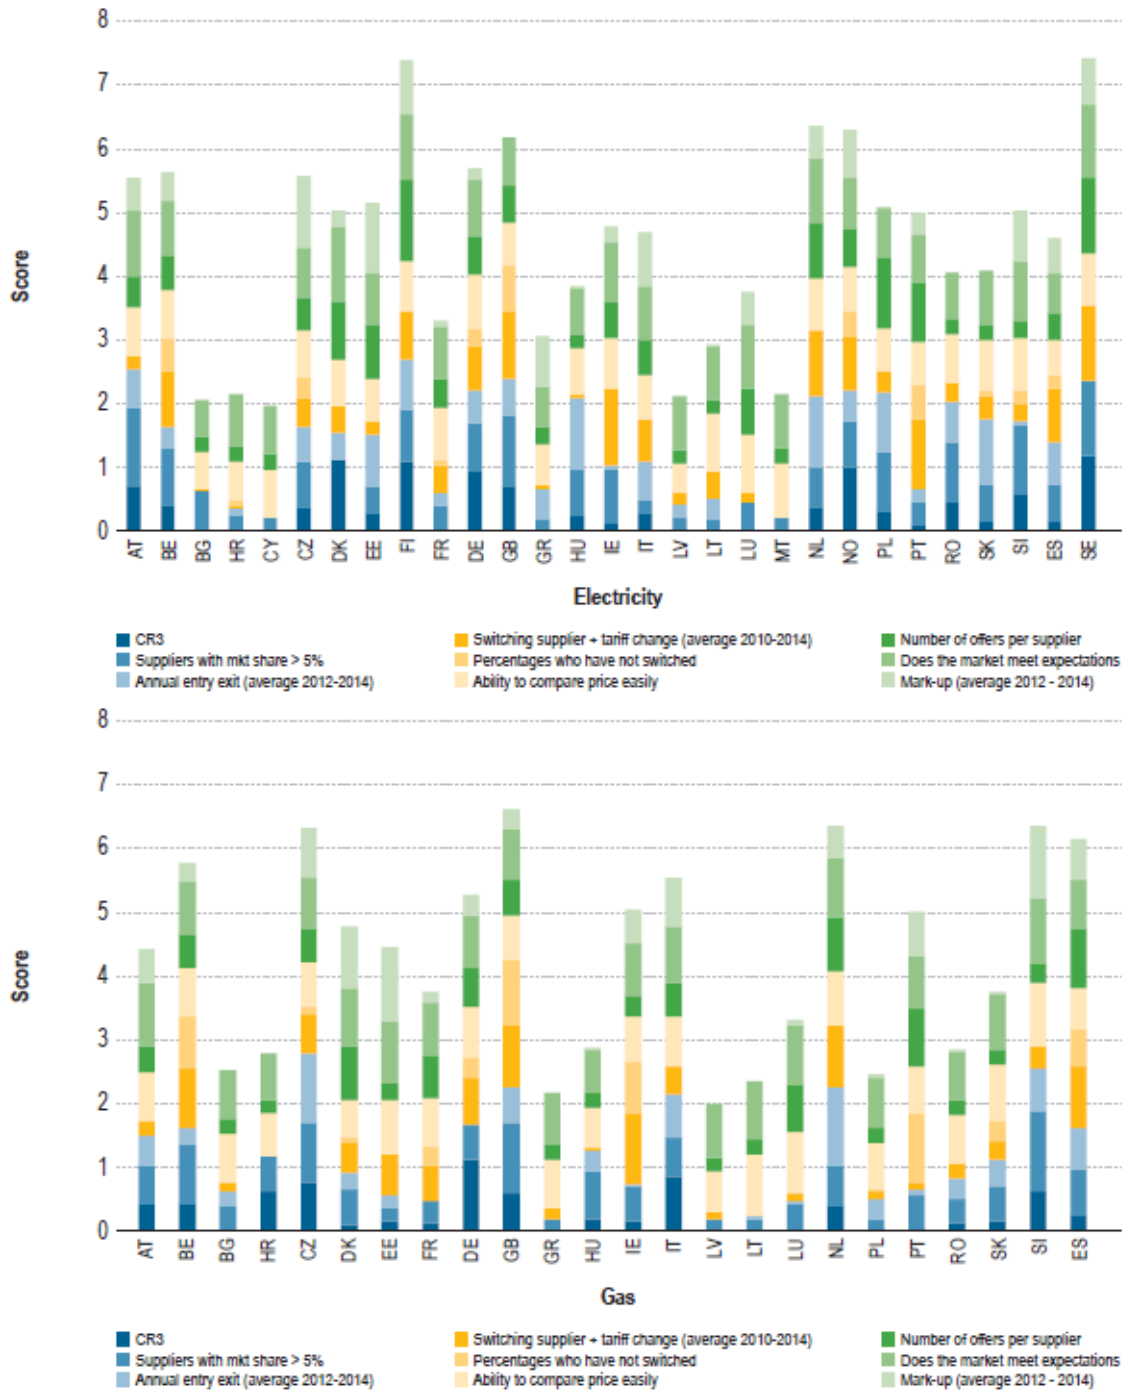 8
7
6
5
4
3
2
1
0
Score
AT BE BG HR CY CZ DK EE FI FR DE GB GR HU IE IT LV LT LU MT NL NO PL PT RO SK SI ES SE
Electricity
CR3 Switching supplier + tariff change (average 2010-2014) Number of offers per supplier
Suppliers with mkt share > 5% Percentages who have not switched Does the market meet expectations
Annual entry exit (average 2012-2014) Ability to compare price easily Mark-up (average 2012 - 2014)
8
7
6
5
4
3
2
1
0
Score
AT BE BG HR CZ DK EE FR DE GB GR HU IE IT LV LT LU NL PL PT RO SK SI ES
Gas
CR3 Switching supplier + tariff change (average 2010-2014) Number of offers per supplier
Suppliers with mkt share > 5% Percentages who have not switched Does the market meet expectations
Annual entry exit (average 2012-2014) Ability to compare price easily Mark-up (average 2012 - 2014)